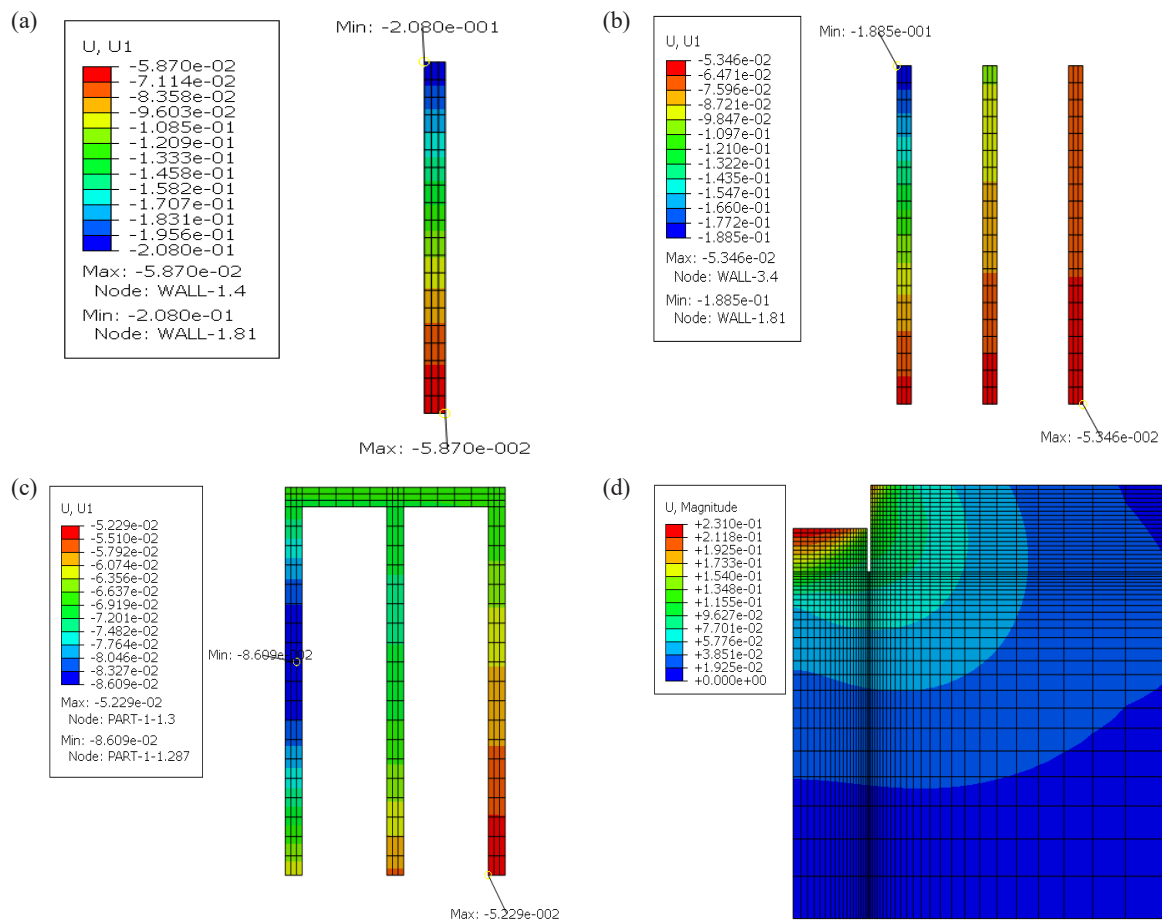 (a)
Min: -2.080e-001
U, U1
-5.870e-02
-7.114e-02
-8.358e-02
-9.603e-02
-1.085e-01
-1.209e-01
-1.333e-01
-1.458e-01
-1.582e-01
-1.707e-01
-1.831e-01
-1.956e-01
-2.080e-01
Max: -5.870e-02
Node: WALL-1.4
Min: -2.080e-01
Node: WALL-1.81
Max: -5.870e-002
(b)
Min: -1.885e-001
U, U1
-5.346e-02
-6.471e-02
-7.596e-02
-8.721e-02
-9.847e-02
-1.097e-01
-1.210e-01
-1.322e-01
-1.435e-01
-1.547e-01
-1.660e-01
-1.772e-01
-1.885e-01
Max: -5.346e-02
Node: WALL-3.4
Min: -1.885e-01
Node: WALL-1.81
Max: -5.346e-002
(c)
U, U1
-5.229e-02
-5.510e-02
-5.792e-02
-6.074e-02
-6.356e-02
-6.637e-02
-6.919e-02
-7.201e-02
-7.482e-02
-7.764e-02
-8.046e-02
-8.327e-02
-8.609e-02
Max: -5.229e-02
Node: PART-1-1.3
Min: -8.609e-02
Node: PART-1-1.287
Min: -8.609e-002
Max: -5.229e-002
(d)
U, Magnitude
+2.310e-01
+2.118e-01
+1.925e-01
+1.733e-01
+1.540e-01
+1.348e-01
+1.155e-01
+9.627e-02
+7.701e-02
+5.776e-02
+3.851e-02
+1.925e-02
+0.000e+00